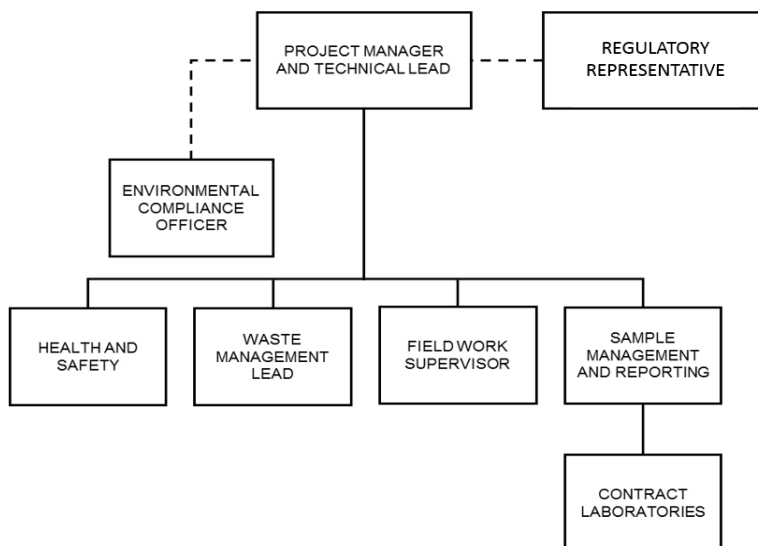 PROJECT MANAGER
AND TECHNICAL LEAD
REGULATORY
REPRESENTATIVE
ENVIRONMENTAL
COMPLIANCE
OFFICER
HEALTH AND
SAFETY
WASTE
MANAGEMENT
LEAD
FIELD WORK
SUPERVISOR
SAMPLE
MANAGEMENT
AND REPORTING
CONTRACT
LABORATORIES